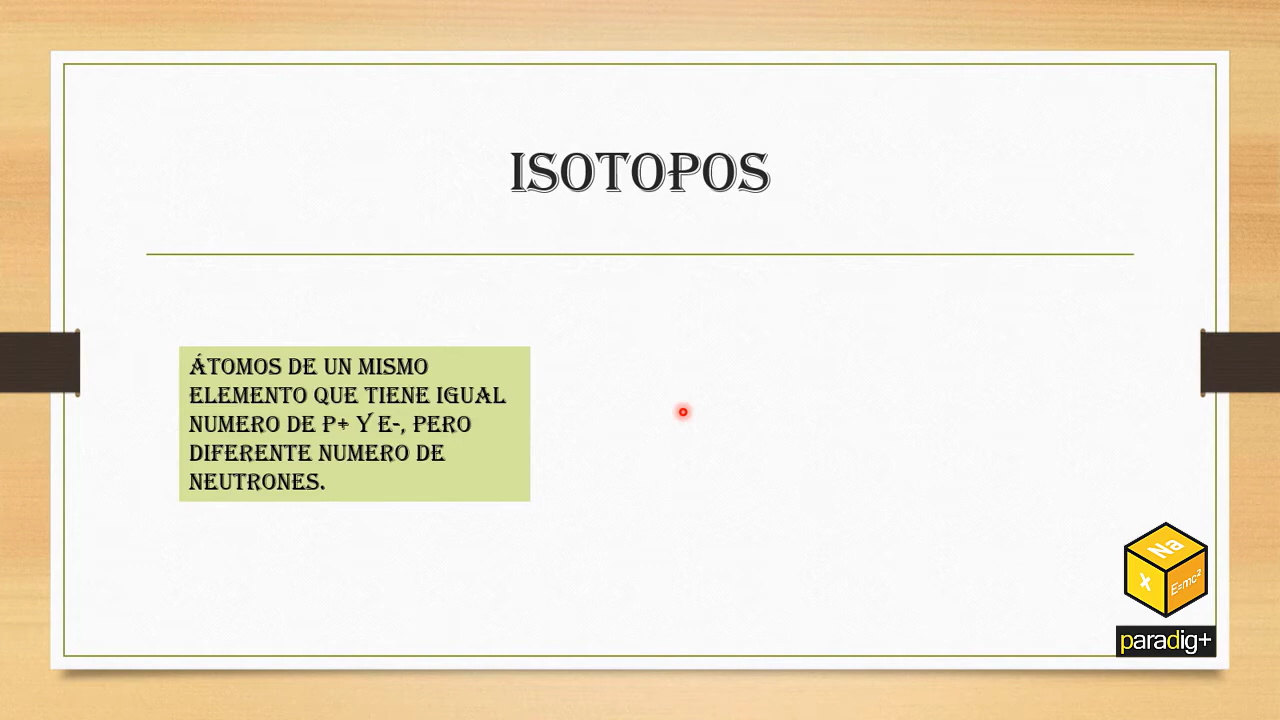 ISOTOPOS
ÁTOMOS DE UN MISMO
ELEMENTO QUE TIENE IGUAL
NUMERO DE P+ Y E-, PERO
DIFERENTE NUMERO DE
NEUTRONES.
Na
X
E=mc²
paradig+